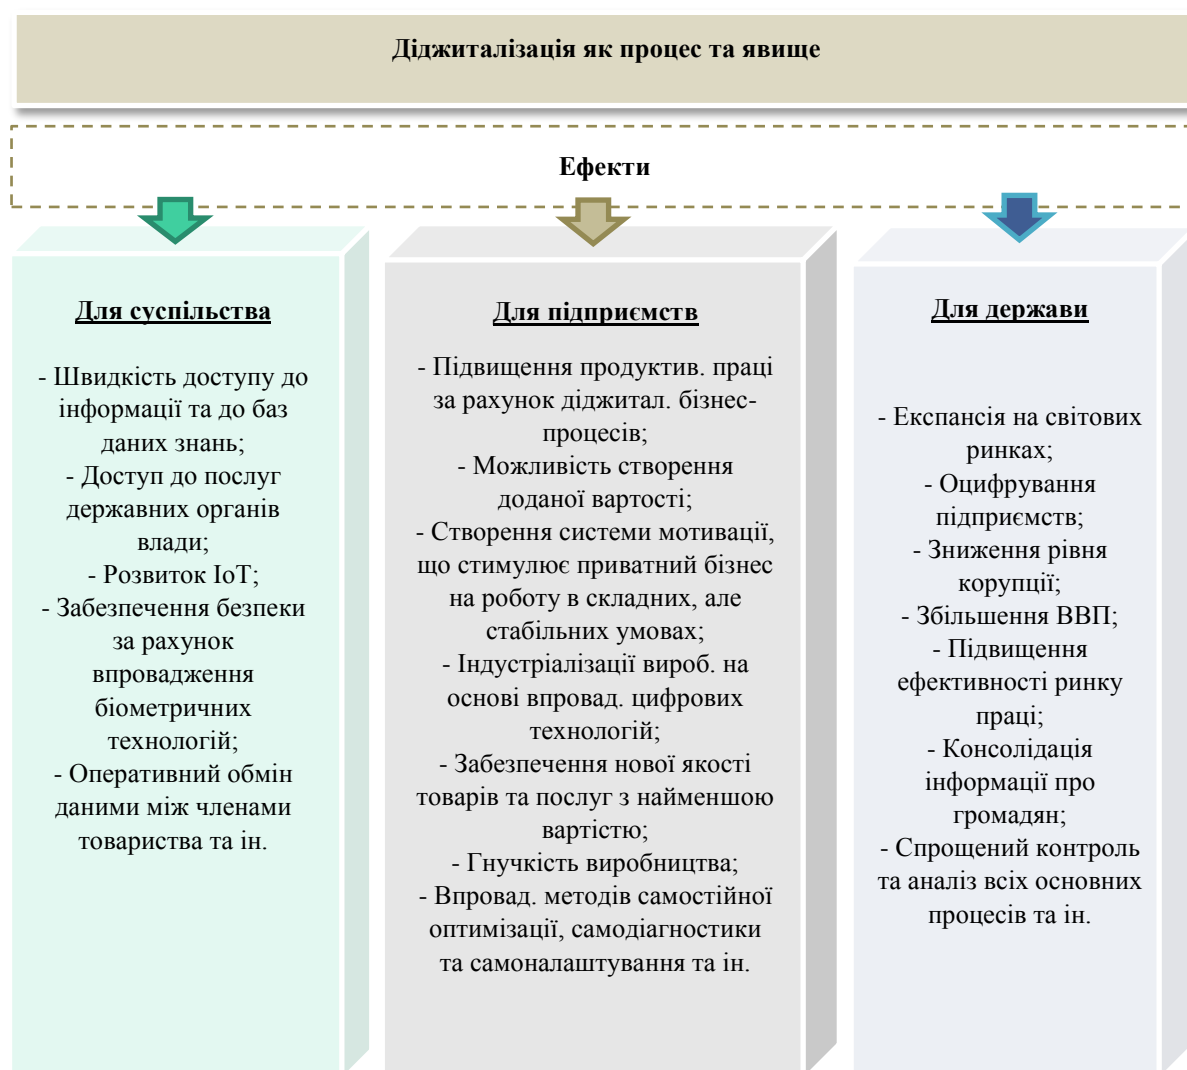 Діджиталізація як процес та явище
Ефекти
Для суспільства
- Швидкість доступу до
інформації та до баз
даних знань;
- Доступ до послуг
державних органів
влади;
- Розвиток IoT;
- Забезпечення безпеки
за рахунок
впровадження
біометричних
технологій;
- Оперативний обмін
даними між членами
товариства та ін.
Для підприємств
- Підвищення продуктив. праці
за рахунок діджитал. бізнес-
процесів;
- Можливість створення
доданої вартості;
- Створення системи мотивації,
що стимулює приватний бізнес
на роботу в складних, але
стабільних умовах;
- Індустріалізації вироб. на
основі впровад. цифрових
технологій;
- Забезпечення нової якості
товарів та послуг з найменшою
вартістю;
- Гнучкість виробництва;
- Впровад. методів самостійної
оптимізації, самодіагностики
та самоналаштування та ін.
Для держави
- Експансія на світових
ринках;
- Оцифрування
підприємств;
- Зниження рівня
корупції;
- Збільшення ВВП;
- Підвищення
ефективності ринку
праці;
- Консолідація
інформації про
громадян;
- Спрощений контроль
та аналіз всіх основних
процесів та ін.